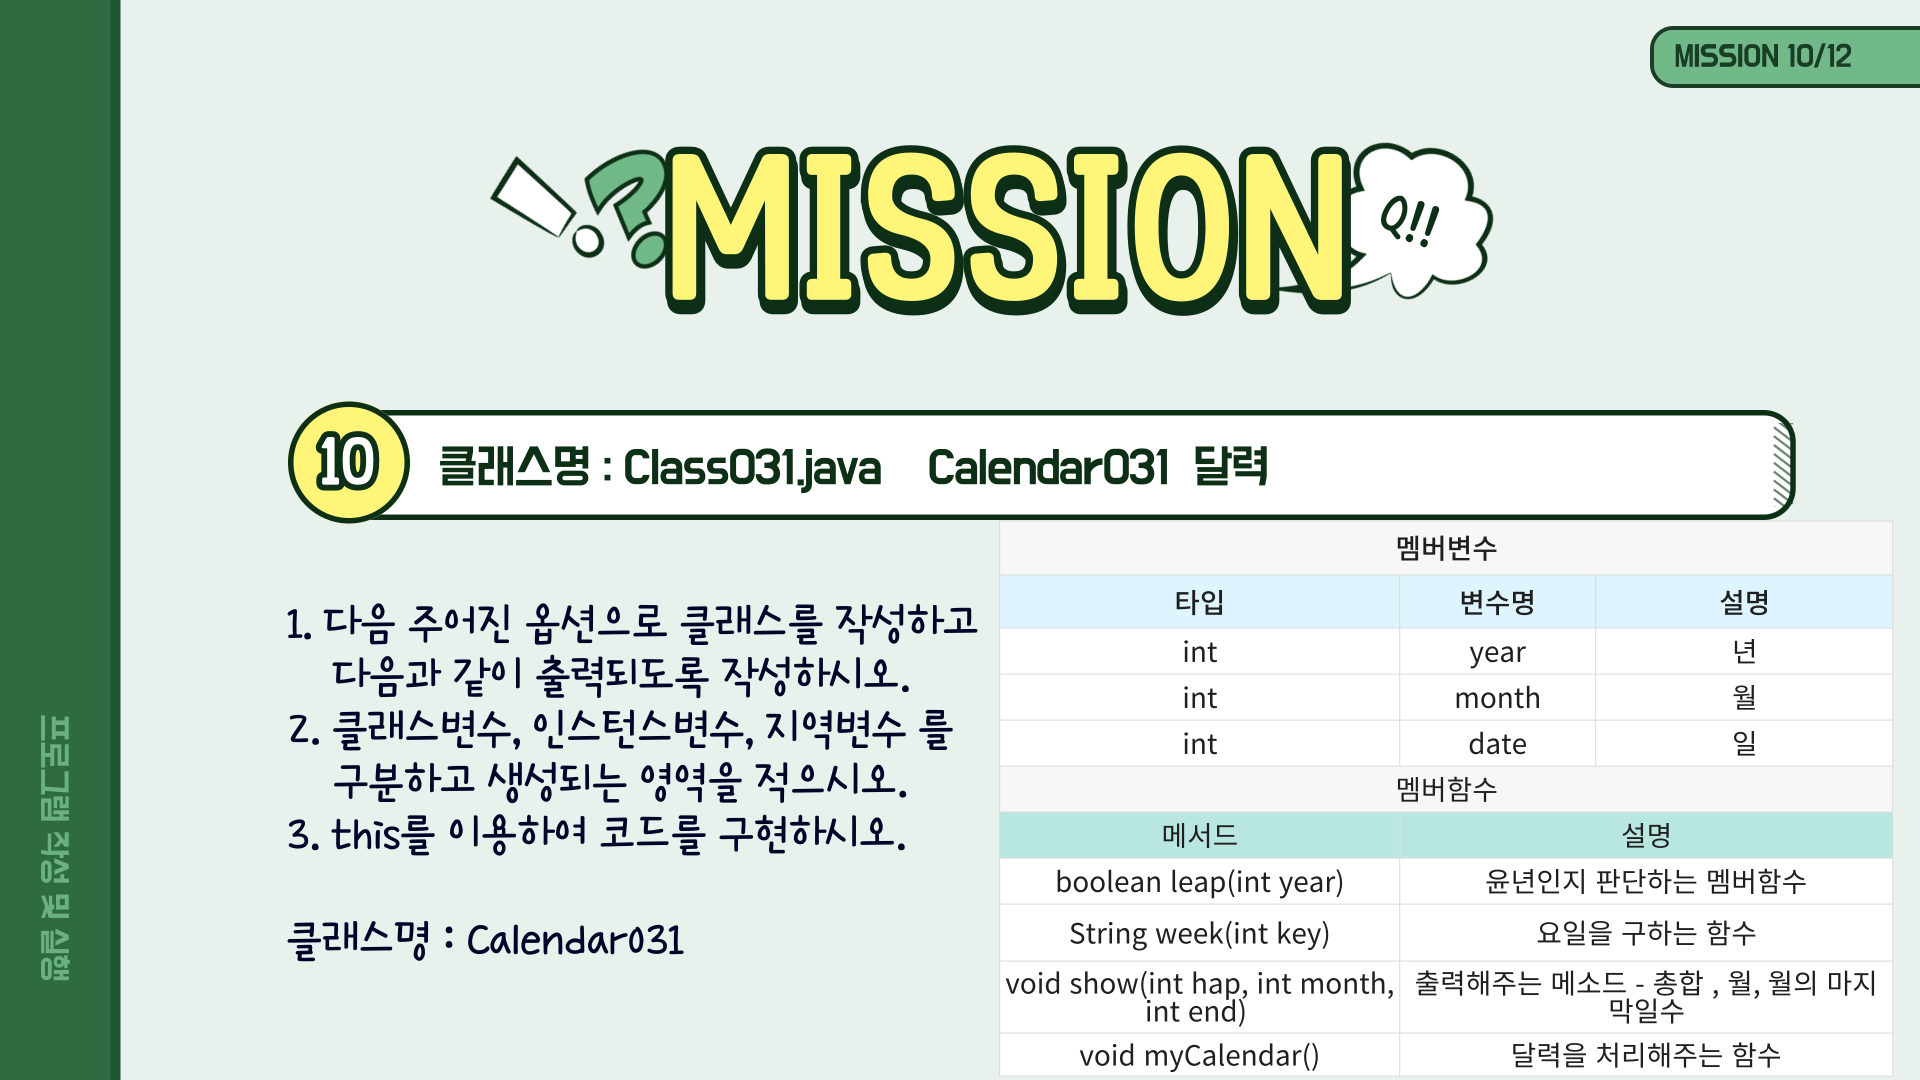 MISSION 10/12
MISSION
Q!!
10
클래스명 : Class031.java Calendar031 달력
1. 다음 주어진 옵션으로 클래스를 작성하고
다음과 같이 출력되도록 작성하시오.
2. 클래스변수, 인스턴스변수, 지역변수 를
구분하고 생성되는 영역을 적으시오.
3. this를 이용하여 코드를 구현하시오.
클래스명 : Calendar031
멤버변수
타입 변수명 설명
int year 년
int month 월
int date 일
멤버함수
메서드 설명
boolean leap(int year) 윤년인지 판단하는 멤버함수
String week(int key) 요일을 구하는 함수
void show(int hap, int month, 출력해주는 메소드 - 총합 , 월, 월의 마지
int end) 막일수
void myCalendar() 달력을 처리해주는 함수
프로그램 작성 및 실행